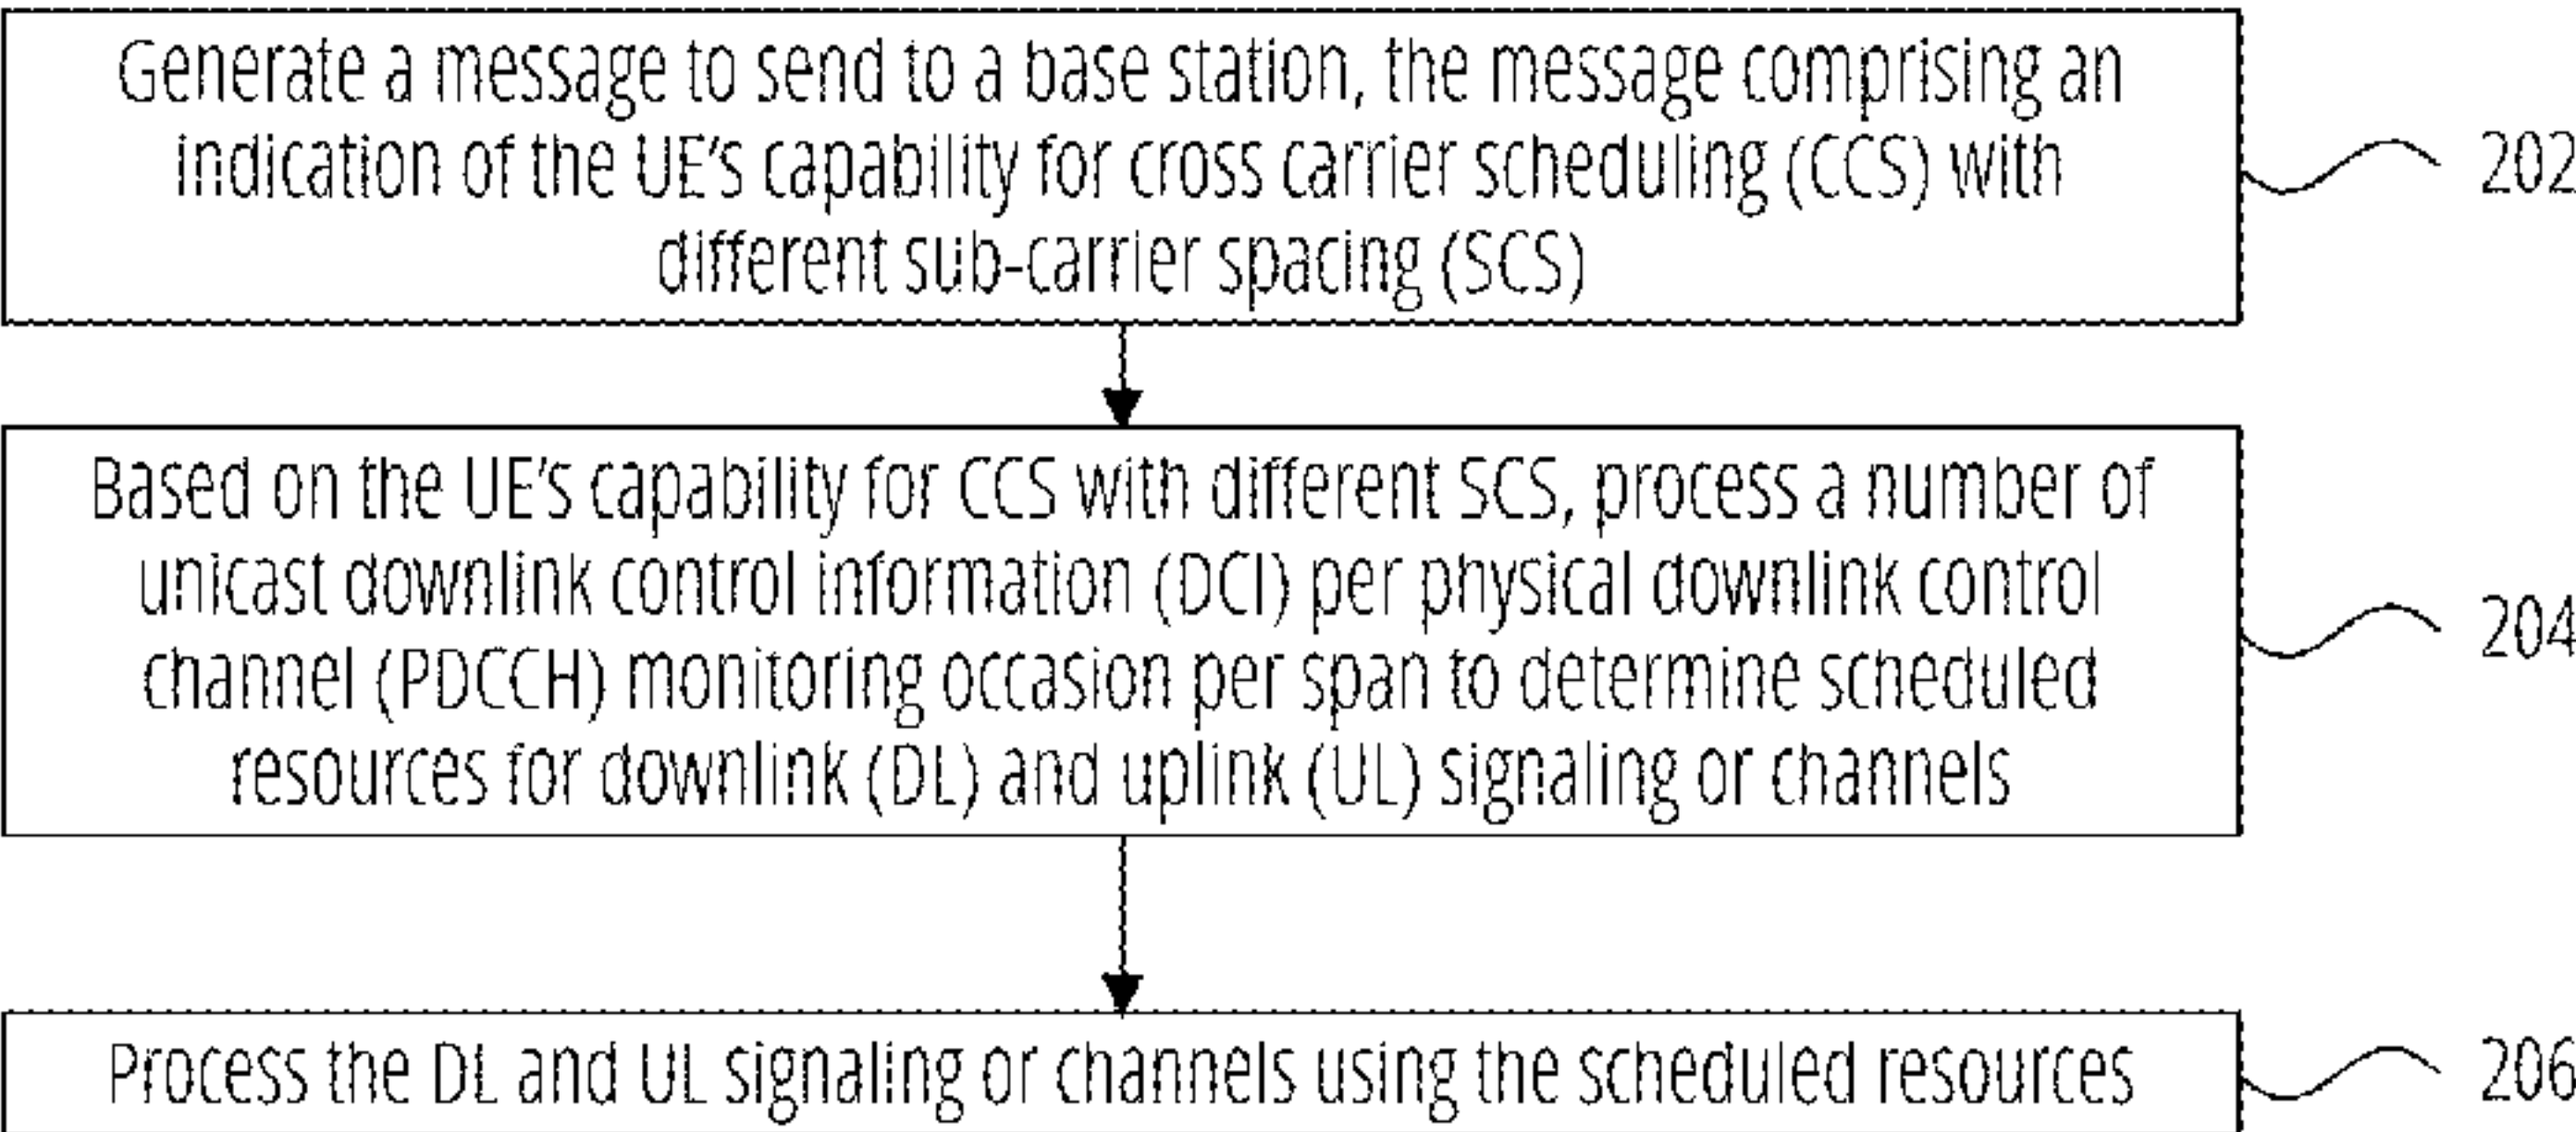 Generate a message to send to a base station, the message comprising an
indication of the UE's capability for cross carrier scheduling (CCS) with
different sub-carrier spacing (SCS)
202
Based on the UE's capability for CCS with different SCS, process a number of
unicast downlink control information (DCI) per physical downlink control
channel (PDCCH) monitoring occasion per span to determine scheduled
resources for downlink (DL) and uplink (UL) signaling or channels
204
Process the DL and UL signaling or channels using the scheduled resources
206